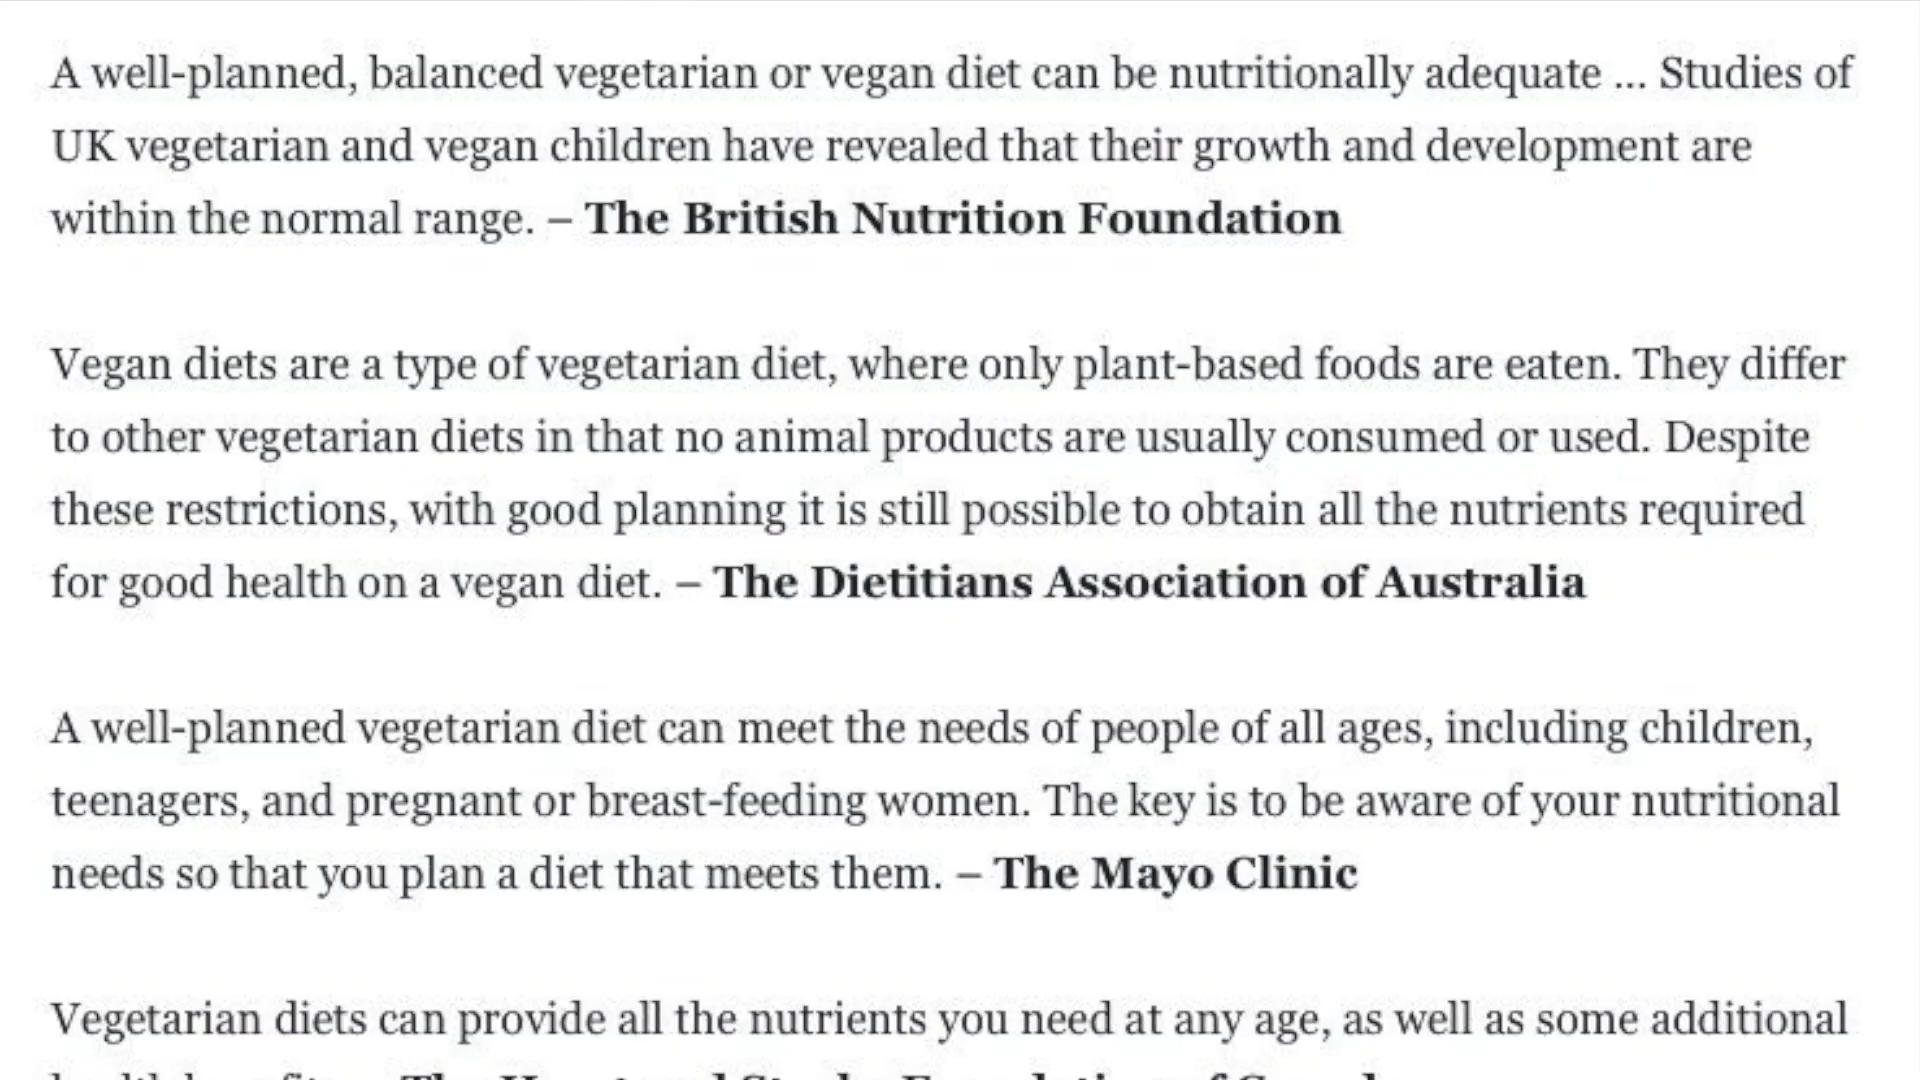 A well-planned, balanced vegetarian or vegan diet can be nutritionally adequate ... Studies of
UK vegetarian and vegan children have revealed that their growth and development are
within the normal range. – The British Nutrition Foundation
Vegan diets are a type of vegetarian diet, where only plant-based foods are eaten. They differ
to other vegetarian diets in that no animal products are usually consumed or used. Despite
these restrictions, with good planning it is still possible to obtain all the nutrients required
for good health on a vegan diet. – The Dietitians Association of Australia
A well-planned vegetarian diet can meet the needs of people of all ages, including children,
teenagers, and pregnant or breast-feeding women. The key is to be aware of your nutritional
needs so that you plan a diet that meets them. – The Mayo Clinic
Vegetarian diets can provide all the nutrients you need at any age, as well as some additional